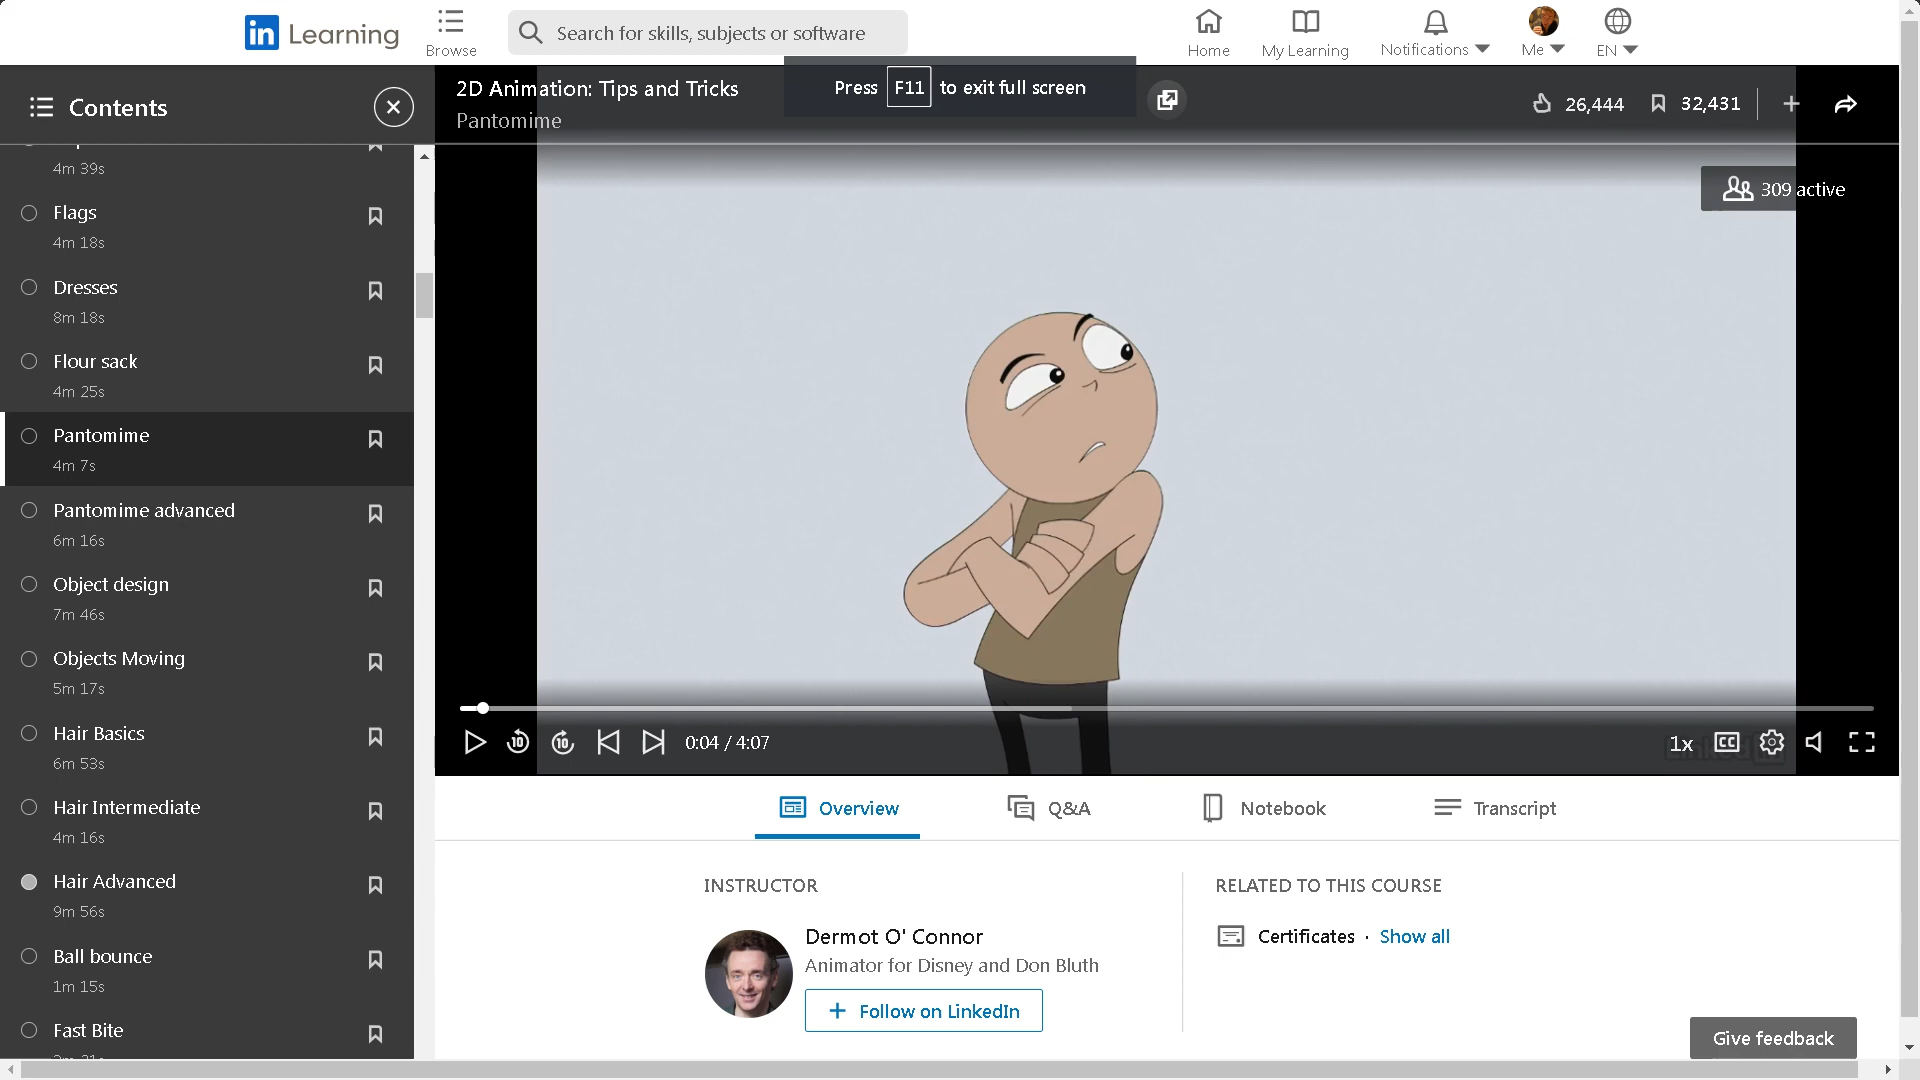 in Learning
Browse
Search for skills, subjects or software
Home
My Learning
Notifications
Me
EN
Contents
4m 39s
Flags
4m 18s
Dresses
8m 18s
Flour sack
4m 25s
Pantomime
4m 7s
Pantomime advanced
6m 16s
Object design
7m 46s
Objects Moving
5m 17s
Hair Basics
6m 53s
Hair Intermediate
4m 16s
Hair Advanced
9m 56s
Ball bounce
1m 15s
Fast Bite
2D Animation: Tips and Tricks
Pantomime
Press F11 to exit full screen
26,444
32,431
309 active
10
10
0:04 / 4:07
1x
CC
Overview
Q&A
Notebook
Transcript
INSTRUCTOR
Dermot O' Connor
Animator for Disney and Don Bluth
+ Follow on LinkedIn
RELATED TO THIS COURSE
Certificates · Show all
Give feedback